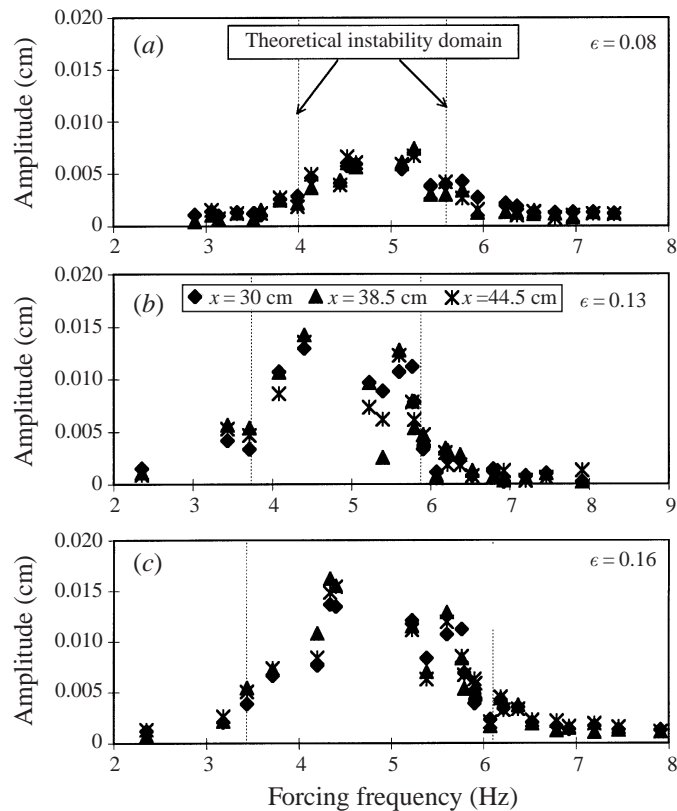 (a)
Theoretical instability domain
ϵ = 0.08
Amplitude (cm)
0.020
0.015
0.010
0.005
0
2 3 4 5 6 7 8
(b)
x = 30 cm x = 38.5 cm x = 44.5 cm
ϵ = 0.13
Amplitude (cm)
0.020
0.015
0.010
0.005
0
2 3 4 5 6 7 8 9
(c)
ϵ = 0.16
Amplitude (cm)
0.020
0.015
0.010
0.005
0
2 3 4 5 6 7 8
Forcing frequency (Hz)